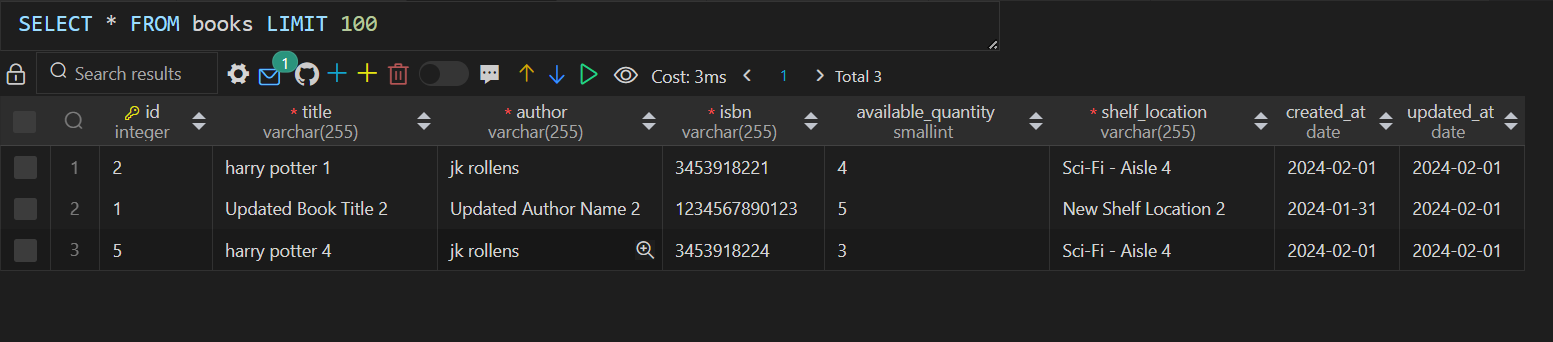 SELECT * FROM books LIMIT 100
Search results 1 Cost: 3ms 1 Total 3
id * title * author * isbn available_quantity * shelf_location created_at updated_at
integer varchar(255) varchar(255) varchar(255) smallint varchar(255) date date
1 2 harry potter 1 jk rollens 3453918221 4 Sci-Fi - Aisle 4 2024-02-01 2024-02-01
2 1 Updated Book Title 2 Updated Author Name 2 1234567890123 5 New Shelf Location 2 2024-01-31 2024-02-01
3 5 harry potter 4 jk rollens 3453918224 3 Sci-Fi - Aisle 4 2024-02-01 2024-02-01